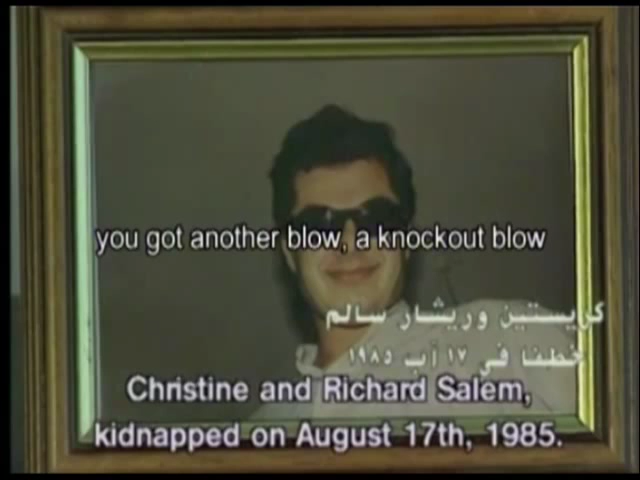 you got another blow, a knockout blow
كريستين وريشار سالم
خطفا في ١٧ آب ١٩٨٥
Christine and Richard Salem,
kidnapped on August 17th, 1985.